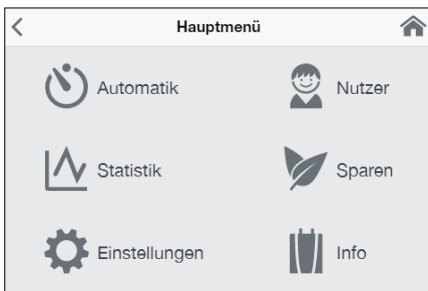 Hauptmenü
Automatik
Nutzer
Statistik
Sparen
Einstellungen
Info